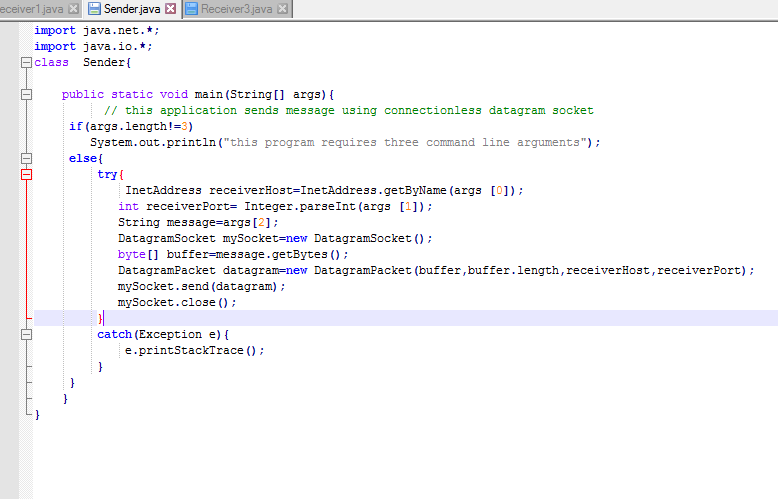 eceiver1.java Sender.java Receiver3.java
import java.net.*;
import java.io.*;
class  Sender{
public static void main(String[] args){
// this application sends message using connectionless datagram socket
if(args.length!=3)
System.out.println("this program requires three command line arguments");
else{
try{
InetAddress receiverHost=InetAddress.getByName(args [0]);
int receiverPort= Integer.parseInt(args [1]);
String message=args[2];
DatagramSocket mySocket=new DatagramSocket();
byte[] buffer=message.getBytes();
DatagramPacket datagram=new DatagramPacket(buffer,buffer.length,receiverHost,receiverPort);
mySocket.send(datagram);
mySocket.close();
}
catch(Exception e){
e.printStackTrace();
}
}
}
}